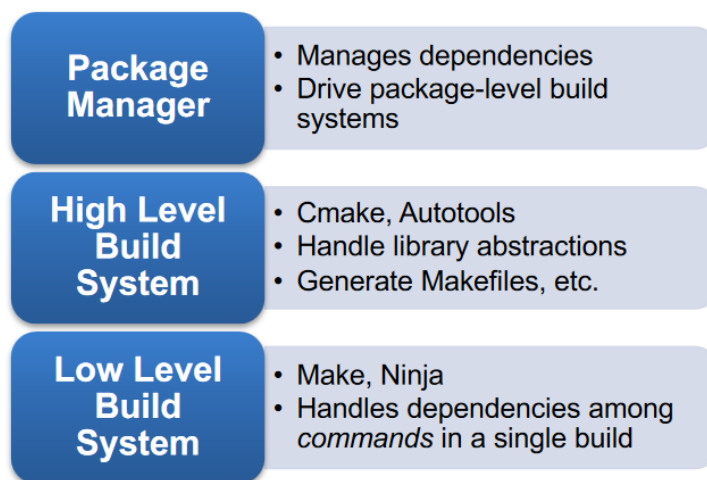 Package
Manager
• Manages dependencies
• Drive package-level build
systems
High Level
Build
System
• Cmake, Autotools
• Handle library abstractions
• Generate Makefiles, etc.
Low Level
Build
System
• Make, Ninja
• Handles dependencies among
commands in a single build